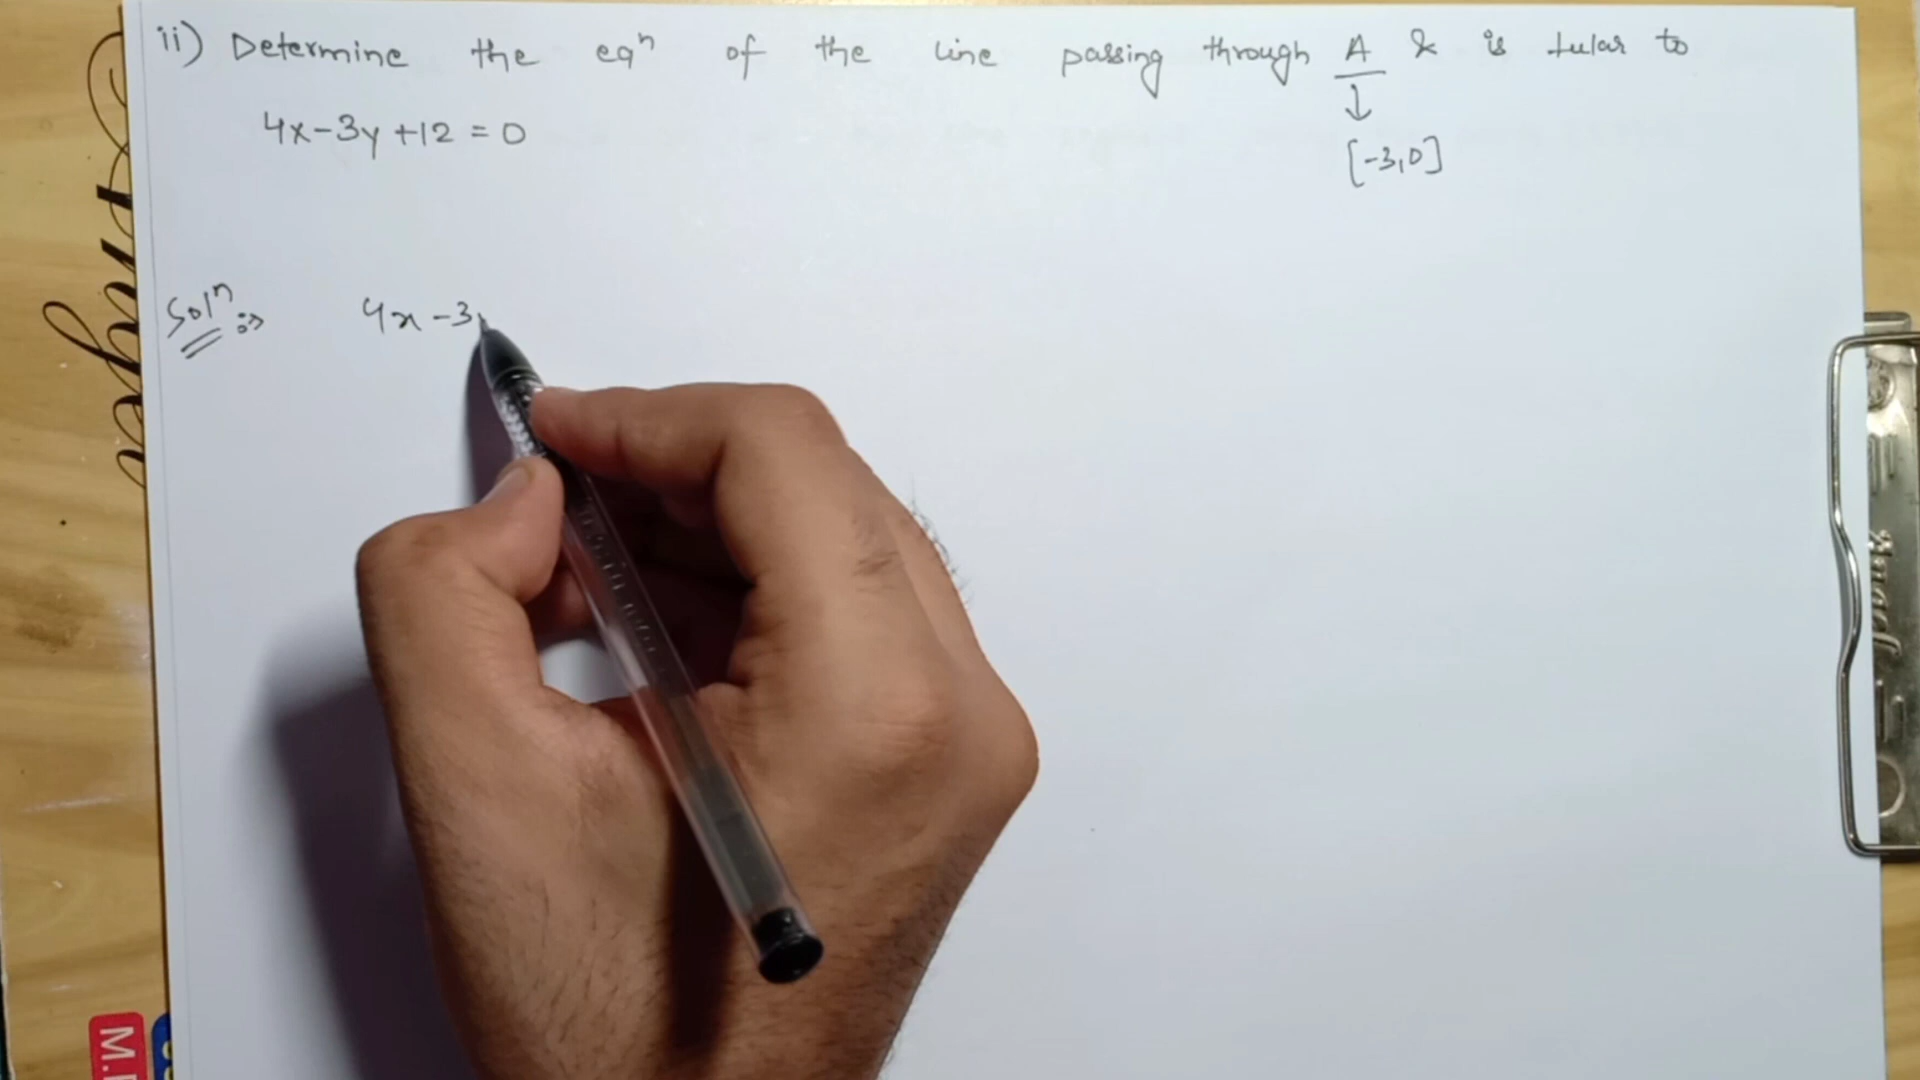 ii) Determine the eqⁿ of the line passing through A & is ⊥ular to
↓
4x-3y+12=0
[-3,0]
Solⁿ :⇒ 4x-3
M.